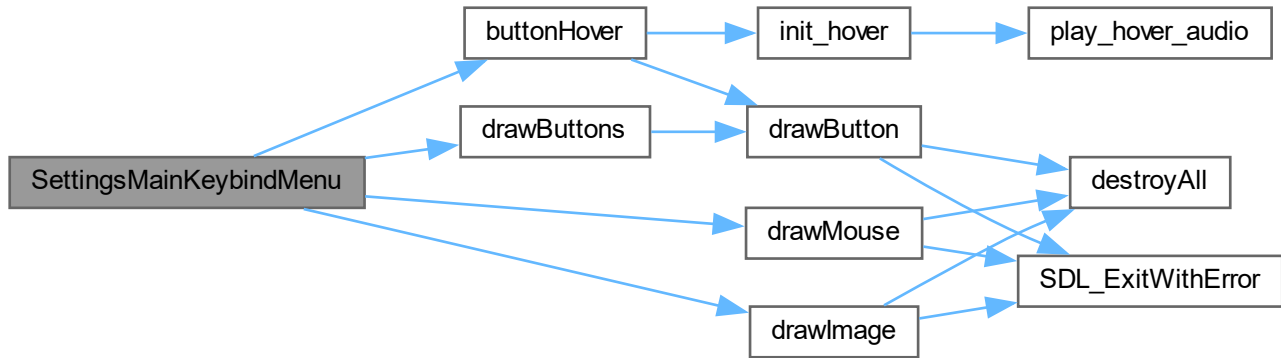 buttonHover
init_hover
play_hover_audio
drawButtons
drawButton
SettingsMainKeybindMenu
destroyAll
drawMouse
SDL_ExitWithError
drawImage